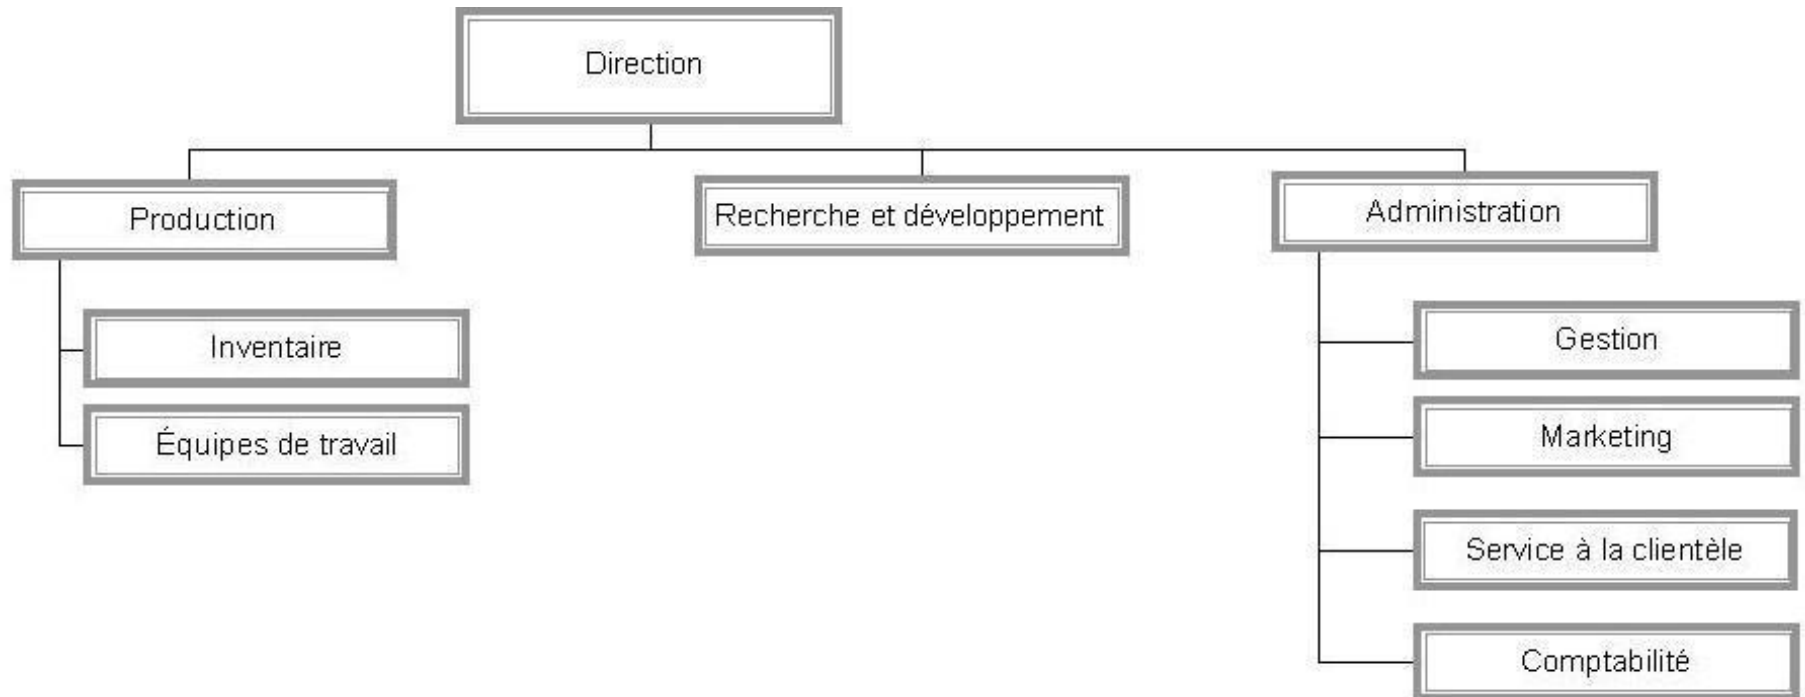 Direction
Production
Recherche et développement
Administration
Inventaire
Équipes de travail
Gestion
Marketing
Service à la clientèle
Comptabilité